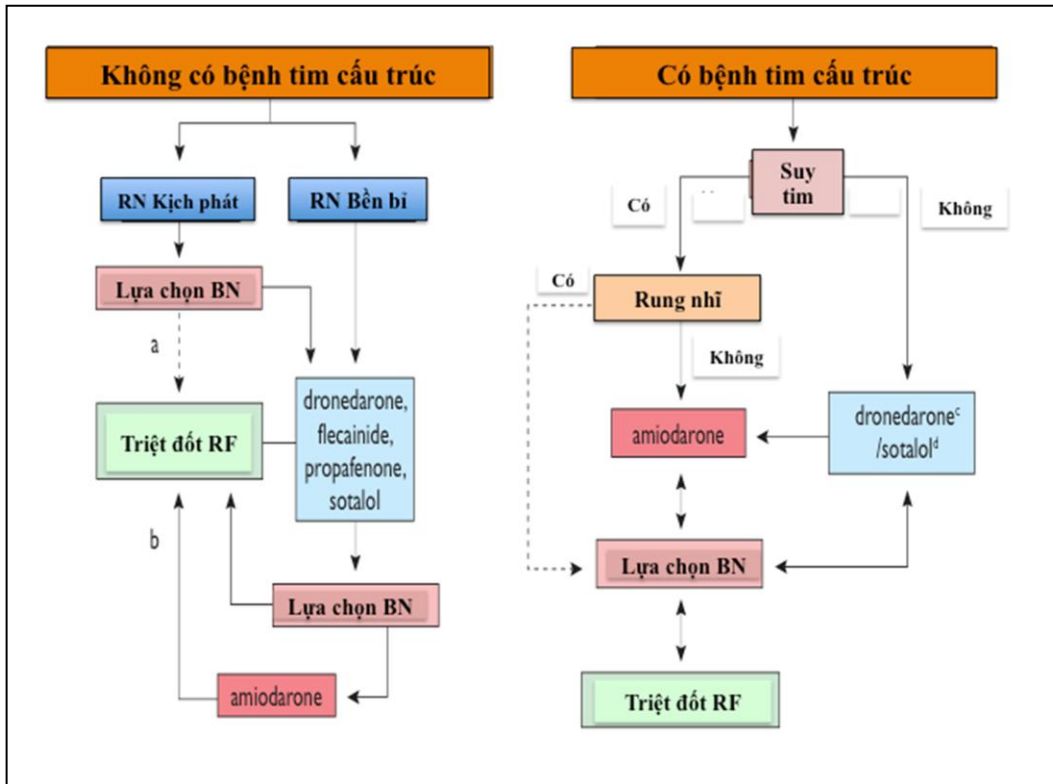 Không có bệnh tim cấu trúc
RN Kịch phát
RN Bền bỉ
Lựa chọn BN
a
Triệt đốt RF
dronedarone,
flecainide,
propafenone,
sotalol
b
Lựa chọn BN
amiodarone
Có bệnh tim cấu trúc
Suy
tim
Có
Không
Có
Rung nhĩ
Không
amiodarone
dronedaroneᶜ
/sotalolᵈ
Lựa chọn BN
Triệt đốt RF